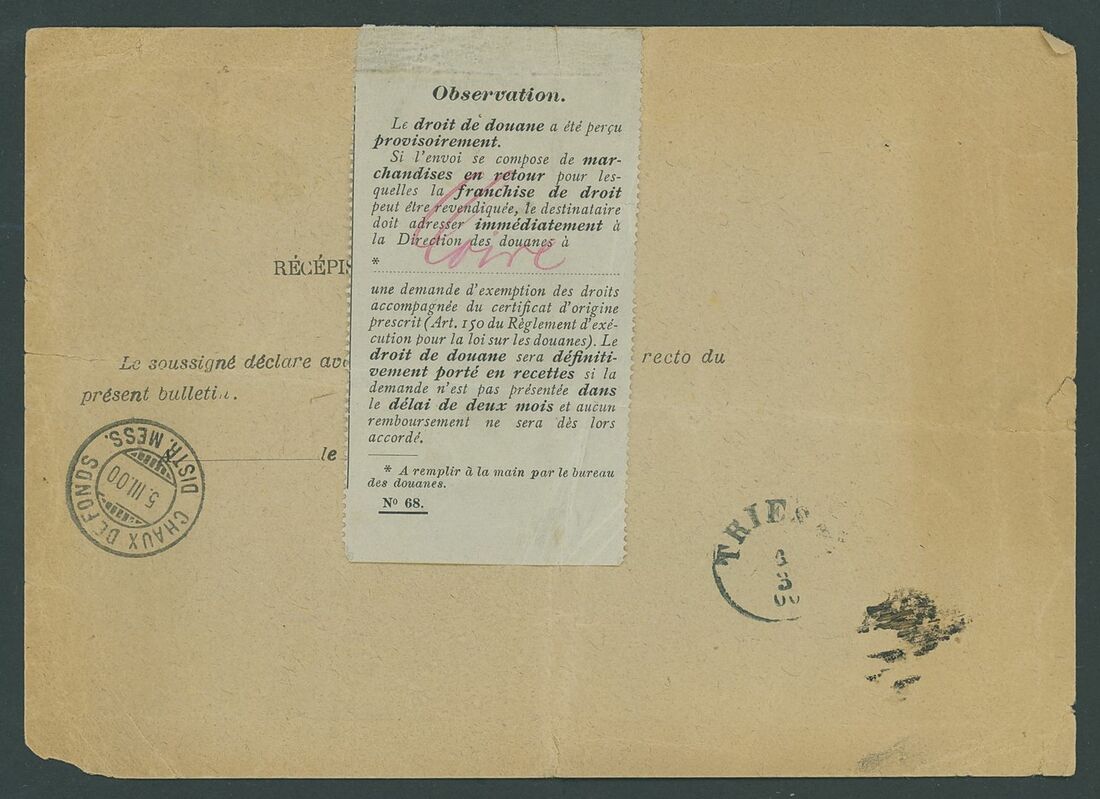 Observation.
Le droit de douane a été perçu
provisoirement.
Si l'envoi se compose de mar-
chandises en retour pour les-
quelles la franchise de droit
peut être revendiquée, le destinataire
doit adresser immédiatement à
la Direction des douanes à
* Coire
une demande d'exemption des droits
accompagnée du certificat d'origine
prescrit (Art. 150 du Règlement d'exé-
cution pour la loi sur les douanes). Le
droit de douane sera définiti-
vement porté en recettes si la
demande n'est pas présentée dans
le délai de deux mois et aucun
remboursement ne sera dès lors
accordé.
* A remplir à la main par le bureau
des douanes.
No 68.
RÉCÉPIS
Le soussigné déclare ave
recto du
présent bulletin.
le
CHAUX DE FONDS
DISTR. MESS.
5.III.00
TRIES
3
00